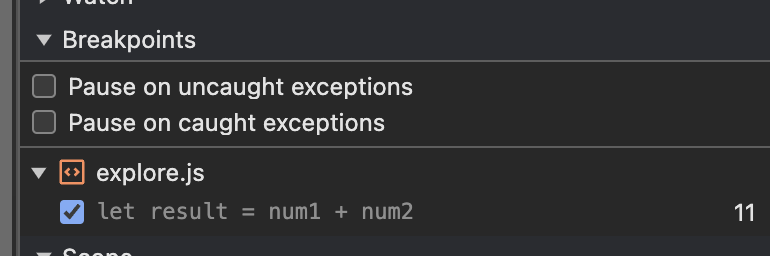 Watch
Breakpoints
Pause on uncaught exceptions
Pause on caught exceptions
explore.js
let result = num1 + num2 11
Scope